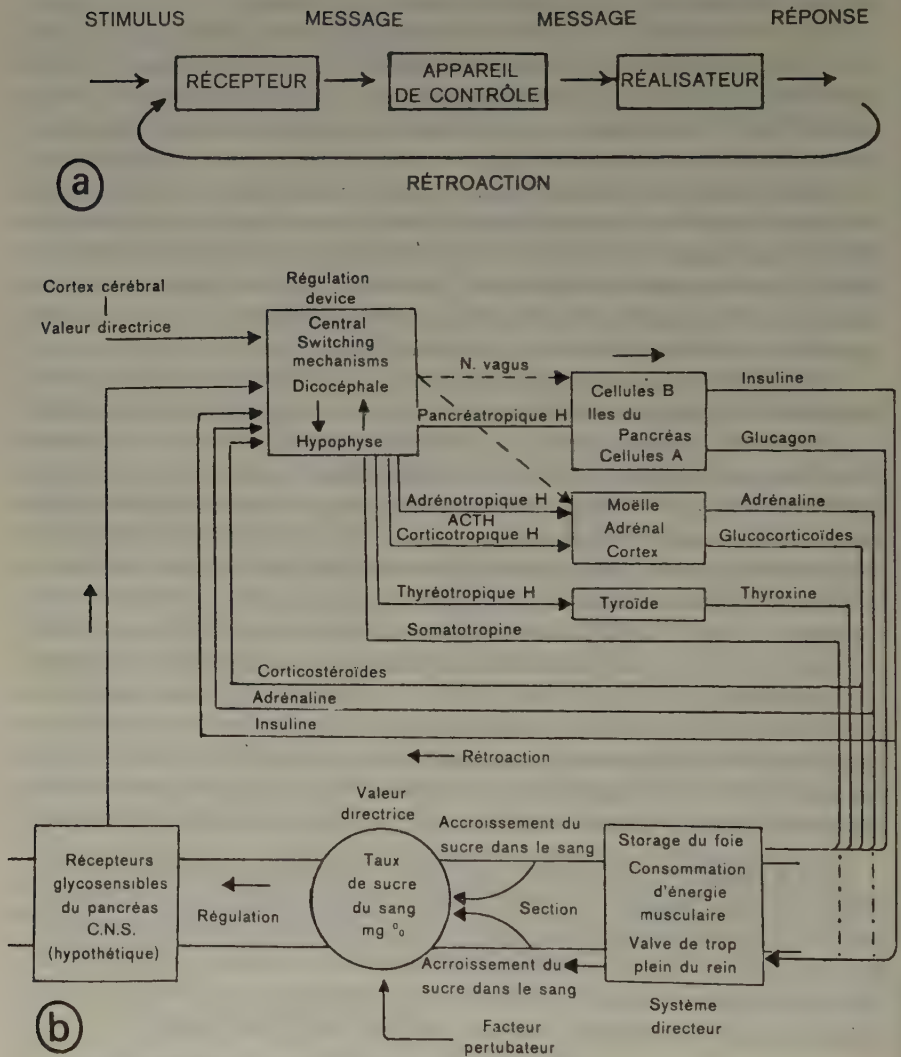 STIMULUS MESSAGE MESSAGE RÉPONSE
RÉCEPTEUR
APPAREIL
DE CONTRÔLE
RÉALISATEUR
RÉTROACTION
a
Cortex cérébral
Valeur directrice
Régulation
device
Central
Switching
mechanisms
Dicocéphale
Hypophyse
N. vagus
Pancréatropique H
Cellules B
Iles du
Pancréas
Cellules A
Insuline
Glucagon
Adrénotropique H
ACTH
Corticotropique H
Moëlle
Adrénal
Cortex
Adrénaline
Glucocorticoïdes
Thyréotropique H
Tyroïde
Thyroxine
Somatotropine
Corticostéroïdes
Adrénaline
Insuline
Rétroaction
Récepteurs
glycosensibles
du pancréas
C.N.S.
(hypothétique)
Régulation
Valeur
directrice
Taux
de sucre
du sang
mg %
Accroissement du
sucre dans le sang
Section
Acrroissement du
sucre dans le sang
Storage du foie
Consommation
d'énergie
musculaire
Valve de trop
plein du rein
Système
directeur
Facteur
pertubateur
b